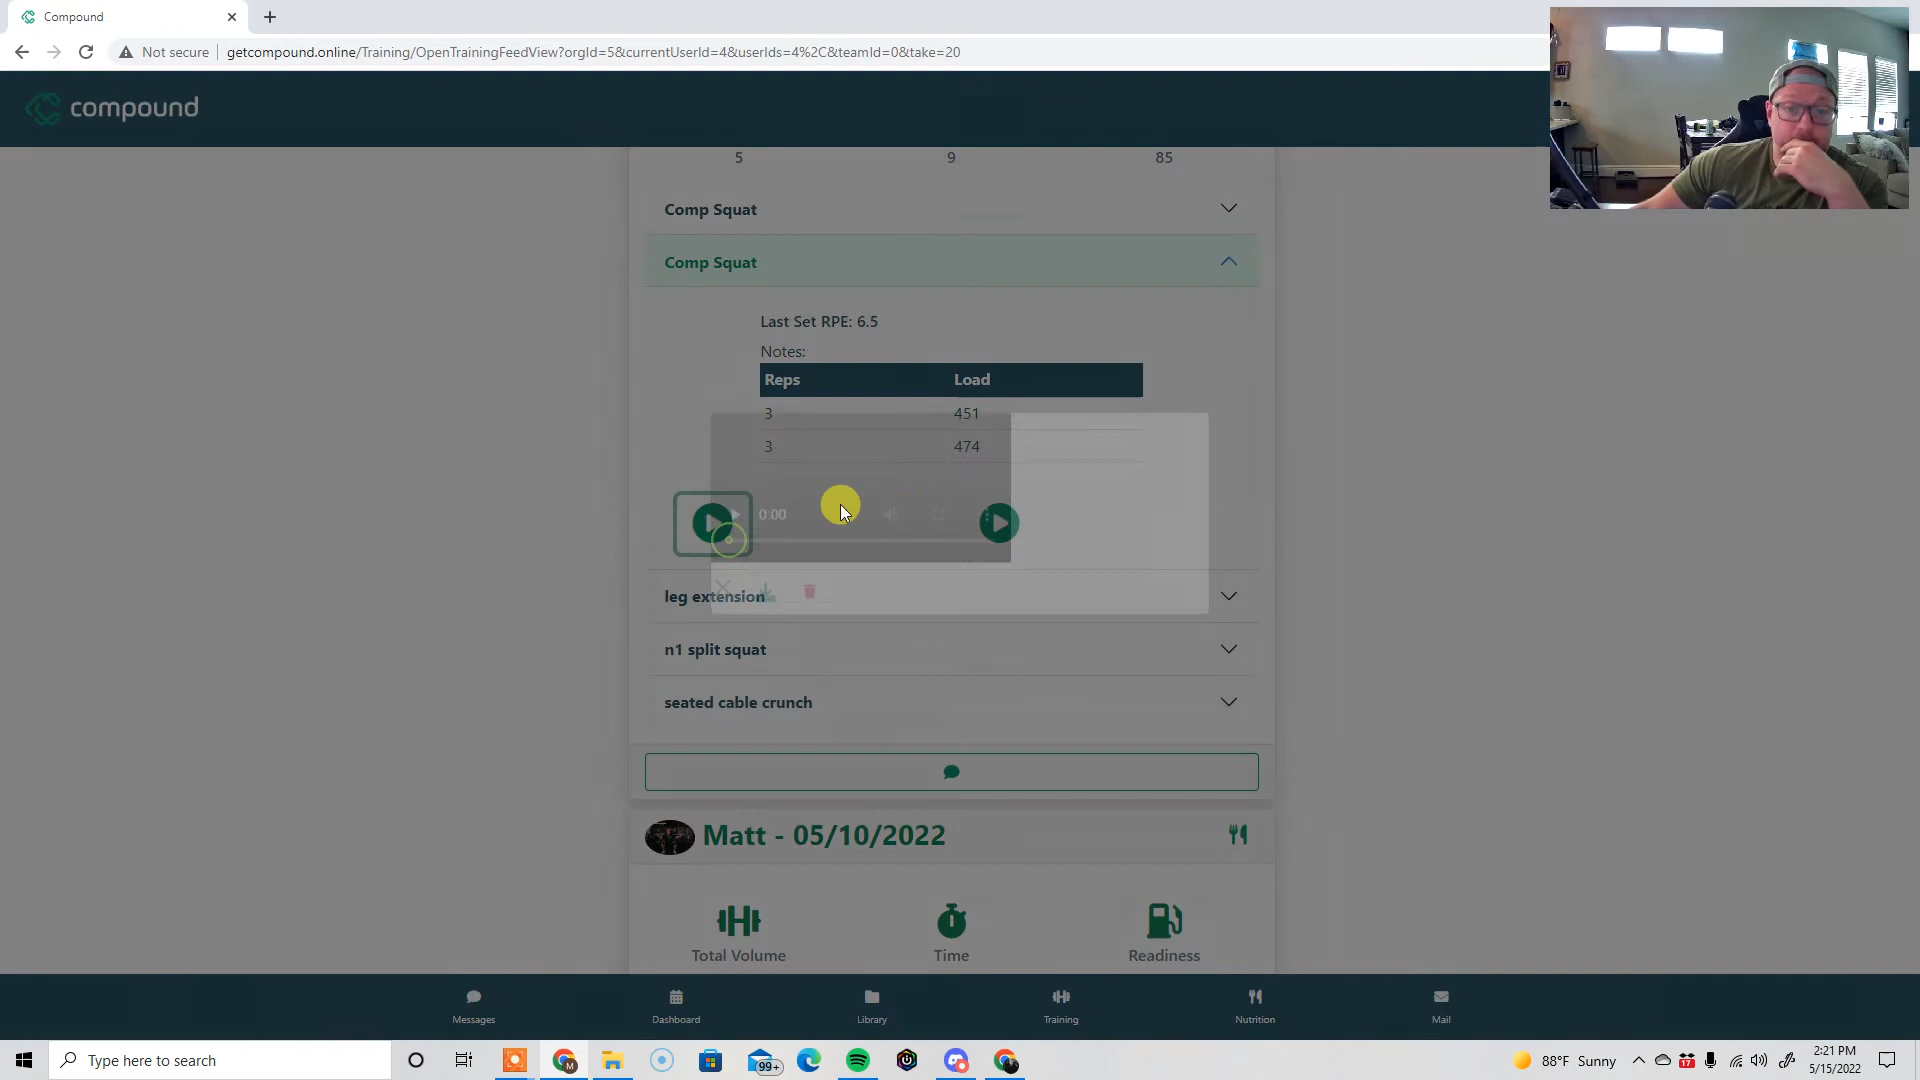 Compound
Not secure
getcompound.online/Training/OpenTrainingFeedView?orgId=5&currentUserId=4&userIds=4%2C&teamId=0&take=20
compound
5 9 85
Comp Squat
Comp Squat
Last Set RPE: 6.5
Notes:
Reps Load
3 451
3 474
0:00
leg extension
n1 split squat
seated cable crunch
Matt - 05/10/2022
Total Volume Time Readiness
Messages Dashboard Library Training Nutrition Mail
Type here to search
99+
88°F Sunny
17
2:21 PM
5/15/2022